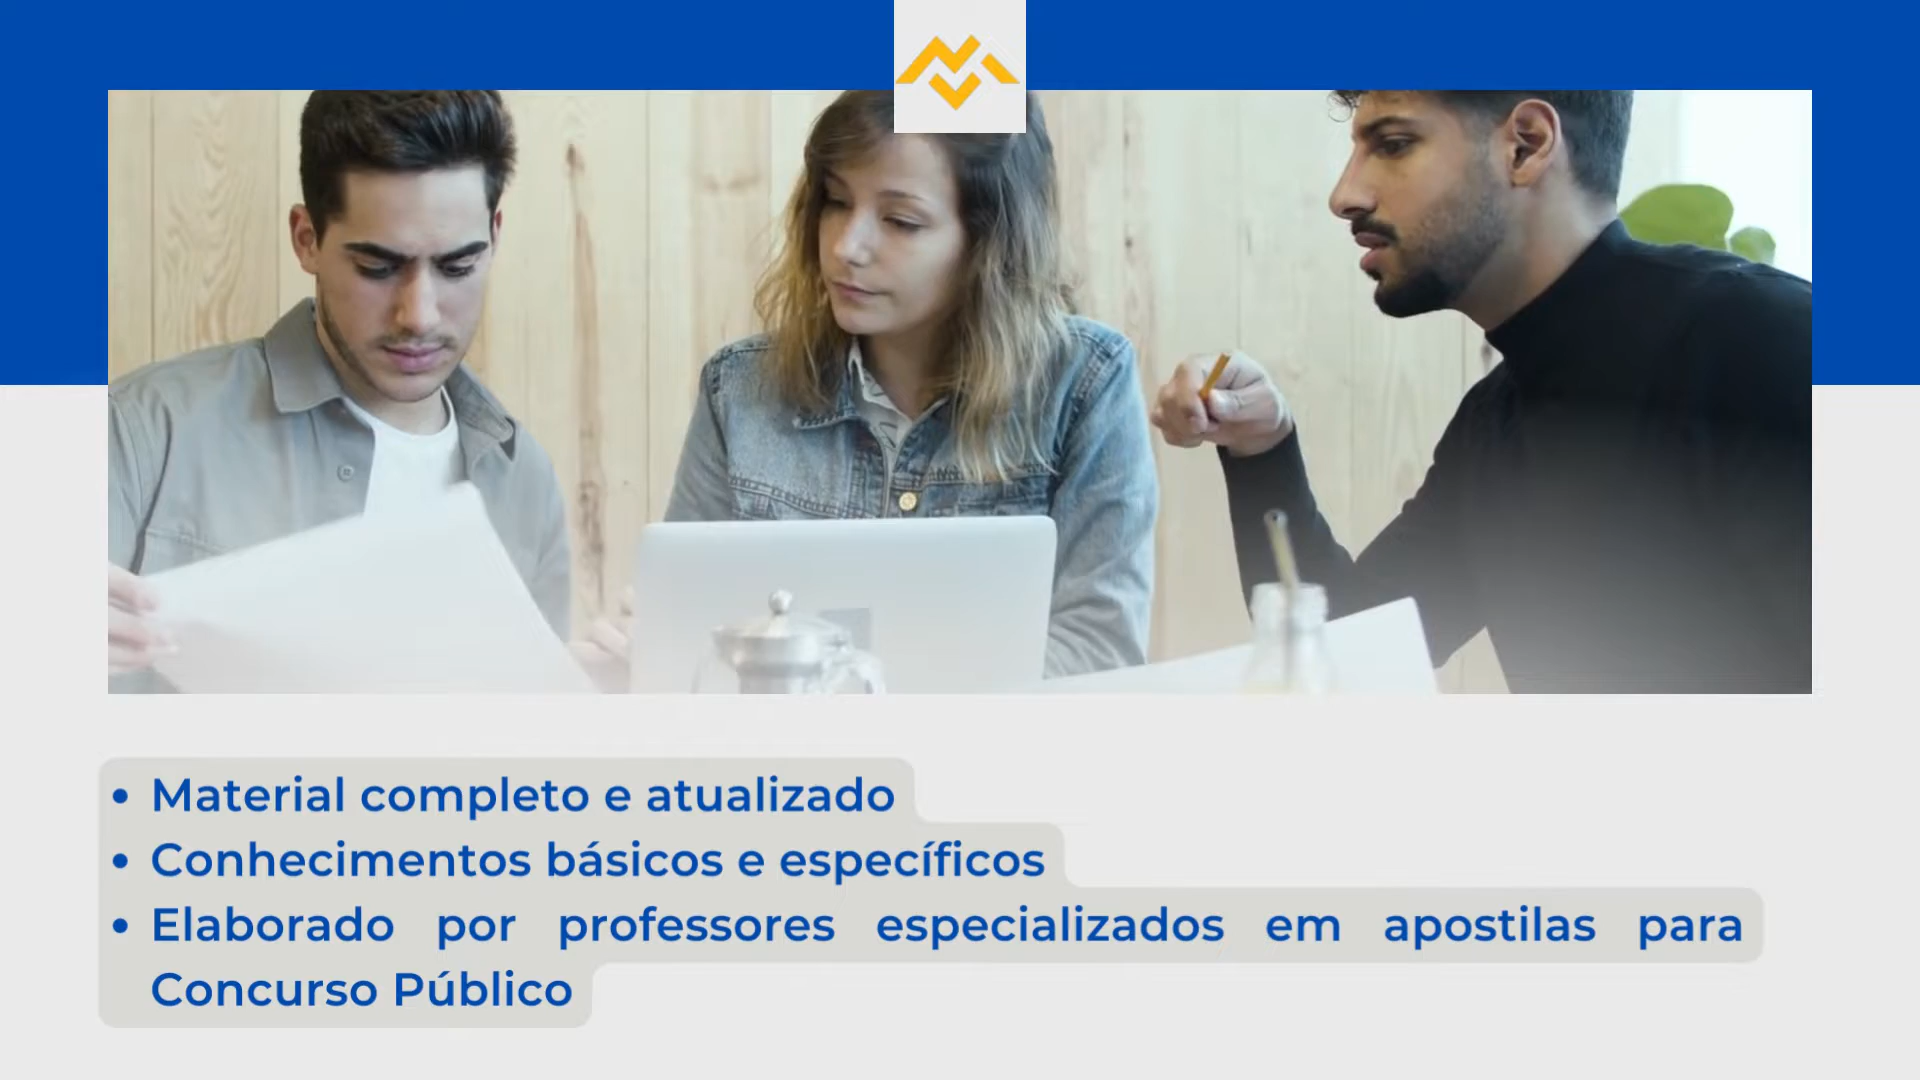 • Material completo e atualizado
• Conhecimentos básicos e específicos
• Elaborado por professores especializados em apostilas para
Concurso Público